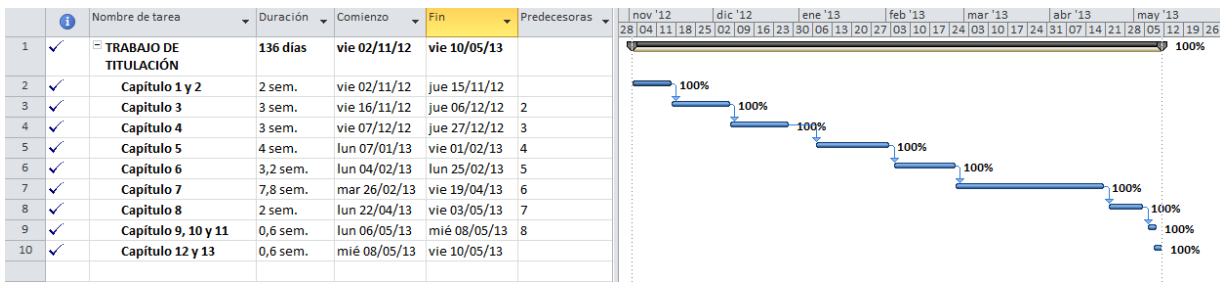 Nombre de tarea Duración Comienzo Fin Predecesoras
nov '12 dic '12 ene '13 feb '13 mar '13 abr '13 may '13
28 04 11 18 25 02 09 16 23 30 06 13 20 27 03 10 17 24 03 10 17 24 31 07 14 21 28 05 12 19 26
1 TRABAJO DE TITULACIÓN 136 días vie 02/11/12 vie 10/05/13 100%
2 Capítulo 1 y 2 2 sem. vie 02/11/12 jue 15/11/12 100%
3 Capítulo 3 3 sem. vie 16/11/12 jue 06/12/12 2 100%
4 Capítulo 4 3 sem. vie 07/12/12 jue 27/12/12 3 100%
5 Capítulo 5 4 sem. lun 07/01/13 vie 01/02/13 4 100%
6 Capítulo 6 3,2 sem. lun 04/02/13 lun 25/02/13 5 100%
7 Capítulo 7 7,8 sem. mar 26/02/13 vie 19/04/13 6 100%
8 Capitulo 8 2 sem. lun 22/04/13 vie 03/05/13 7 100%
9 Capítulo 9, 10 y 11 0,6 sem. lun 06/05/13 mié 08/05/13 8 100%
10 Capítulo 12 y 13 0,6 sem. mié 08/05/13 vie 10/05/13 100%